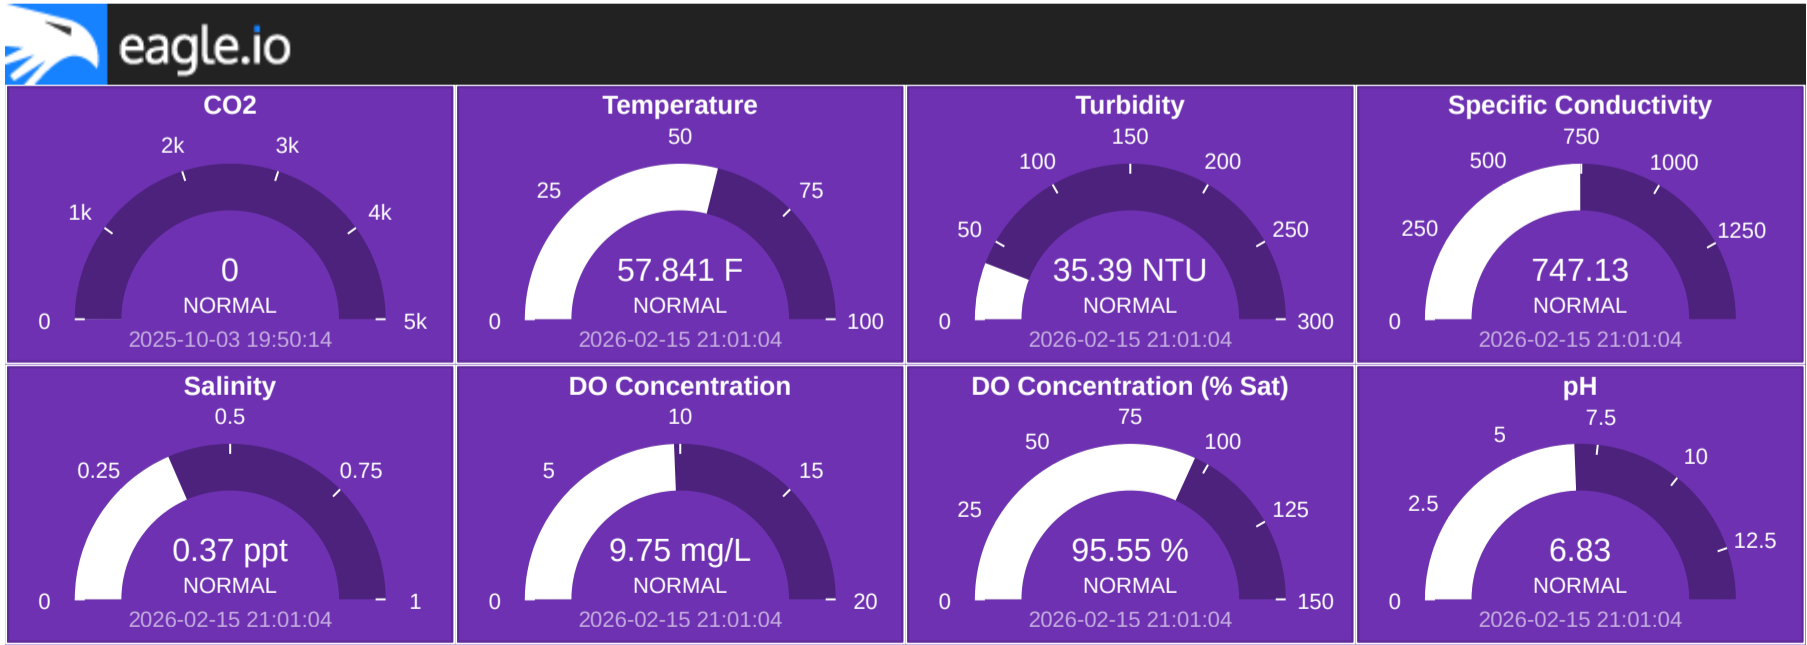 eagle.io
CO2
0
1k
2k
3k
4k
5k
0
NORMAL
2025-10-03 19:50:14
Temperature
0
25
50
75
100
57.841 F
NORMAL
2026-02-15 21:01:04
Turbidity
0
50
100
150
200
250
300
35.39 NTU
NORMAL
2026-02-15 21:01:04
Specific Conductivity
0
250
500
750
1000
1250
747.13
NORMAL
2026-02-15 21:01:04
Salinity
0
0.25
0.5
0.75
1
0.37 ppt
NORMAL
2026-02-15 21:01:04
DO Concentration
0
5
10
15
20
9.75 mg/L
NORMAL
2026-02-15 21:01:04
DO Concentration (% Sat)
0
25
50
75
100
125
150
95.55 %
NORMAL
2026-02-15 21:01:04
pH
0
2.5
5
7.5
10
12.5
6.83
NORMAL
2026-02-15 21:01:04